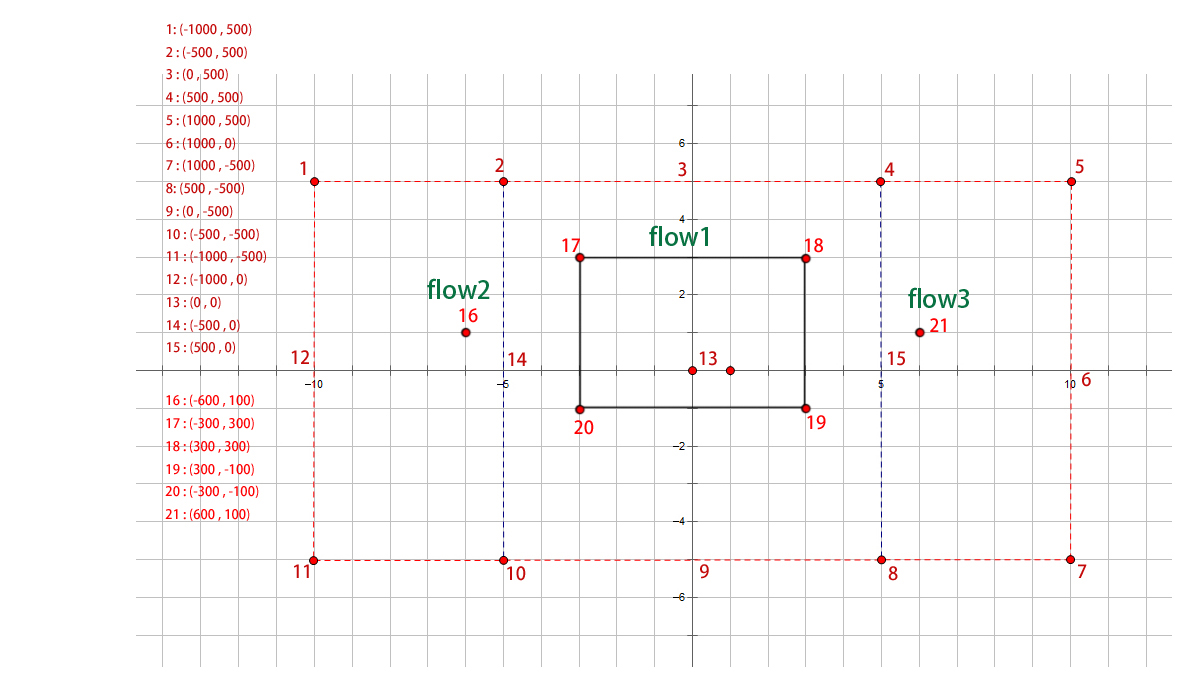 1: (-1000 , 500)
2 : (-500 , 500)
3 : (0 , 500)
4 : (500 , 500)
5 : (1000 , 500)
6 : (1000 , 0)
7 : (1000 , -500)
8: (500 , -500)
9 : (0 , -500)
10 : (-500 , -500)
11 : (-1000 , -500)
12 : (-1000 , 0)
13 : (0 , 0)
14 : (-500 , 0)
15 : (500 , 0)
16 : (-600 , 100)
17 : (-300 , 300)
18 : (300 , 300)
19 : (300 , -100)
20 : (-300 , -100)
21 : (600 , 100)
6
1 2 3 4 5
4
17 flow1 18
flow2 2 flow3
16 21
12 14 13 15
−10 −5 5 10 6
20 19
−2
−4
11 10 9 8 7
−6